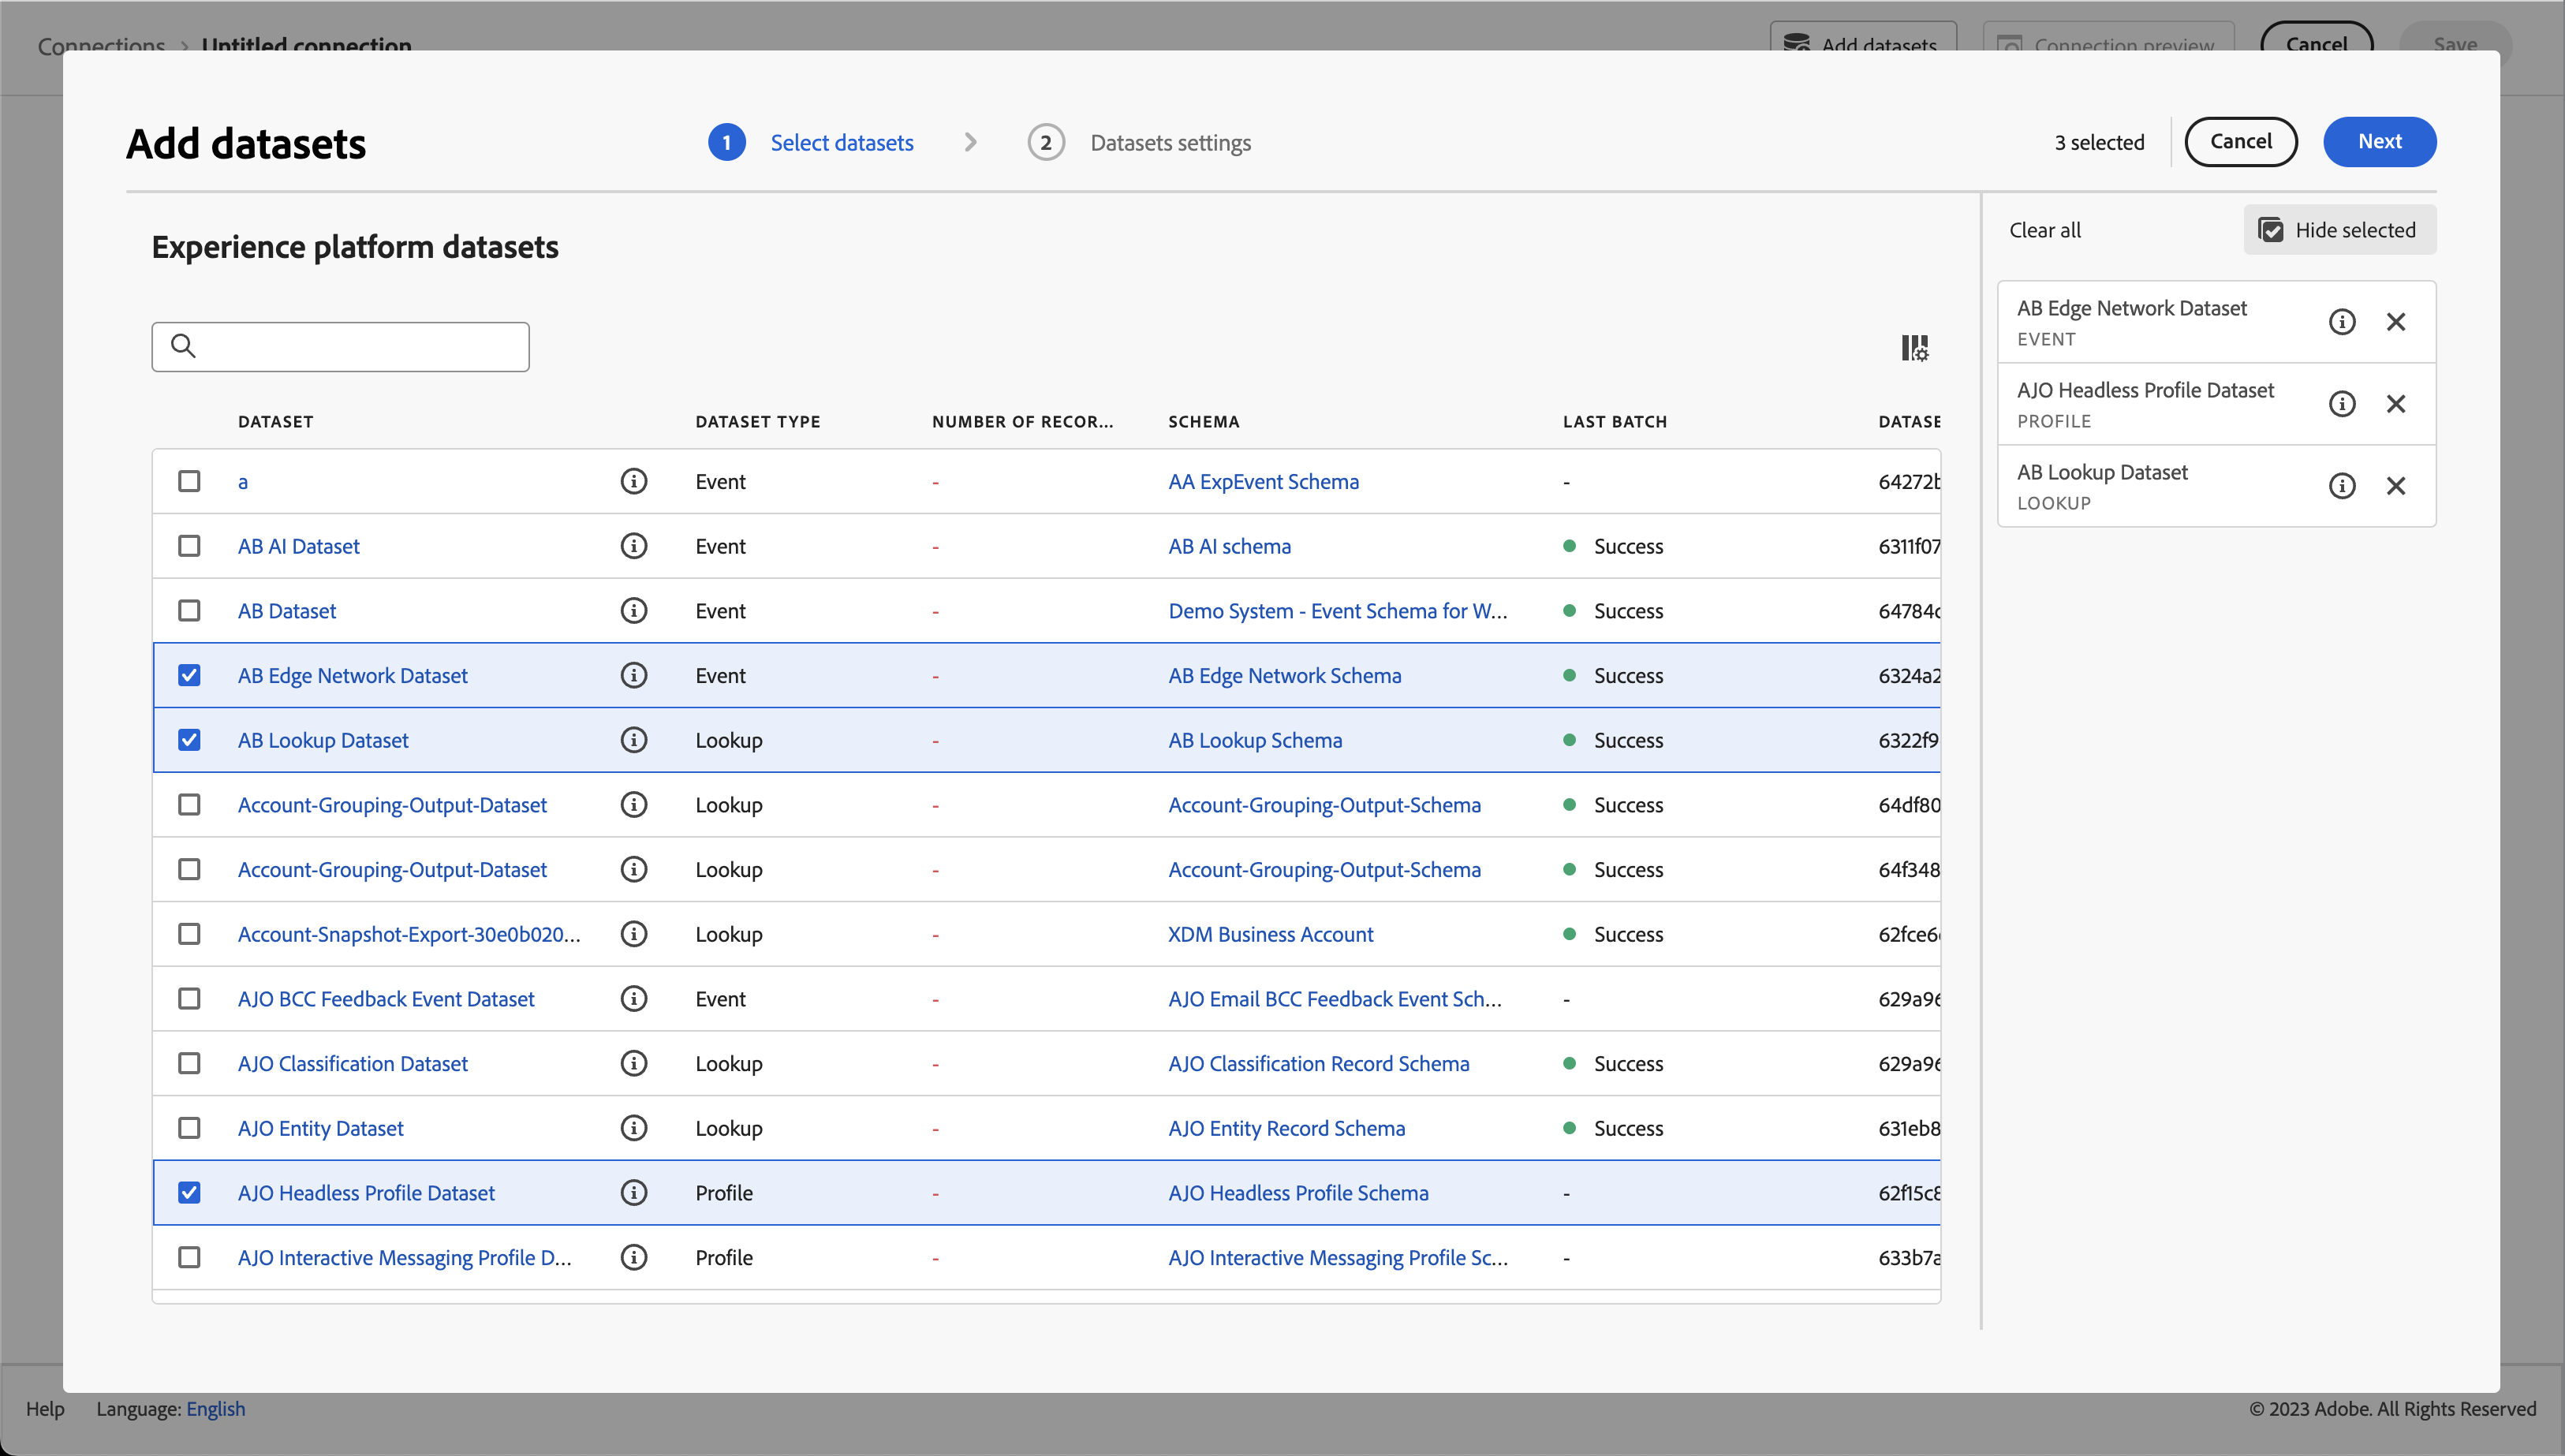 Connections > Untitled connection
Add datasets
Connection preview
Cancel
Save
Add datasets
1 Select datasets
2 Datasets settings
3 selected
Cancel
Next
Experience platform datasets
Clear all
Hide selected
AB Edge Network Dataset
EVENT
AJO Headless Profile Dataset
PROFILE
AB Lookup Dataset
LOOKUP
DATASET DATASET TYPE NUMBER OF RECOR... SCHEMA LAST BATCH DATASE
a Event - AA ExpEvent Schema - 64272b
AB AI Dataset Event - AB AI schema Success 6311f07
AB Dataset Event - Demo System - Event Schema for W... Success 64784c
AB Edge Network Dataset Event - AB Edge Network Schema Success 6324a2
AB Lookup Dataset Lookup - AB Lookup Schema Success 6322f9
Account-Grouping-Output-Dataset Lookup - Account-Grouping-Output-Schema Success 64df80
Account-Grouping-Output-Dataset Lookup - Account-Grouping-Output-Schema Success 64f348
Account-Snapshot-Export-30e0b020... Lookup - XDM Business Account Success 62fce6
AJO BCC Feedback Event Dataset Event - AJO Email BCC Feedback Event Sch... - 629a96
AJO Classification Dataset Lookup - AJO Classification Record Schema Success 629a96
AJO Entity Dataset Lookup - AJO Entity Record Schema Success 631eb8
AJO Headless Profile Dataset Profile - AJO Headless Profile Schema - 62f15c8
AJO Interactive Messaging Profile D... Profile - AJO Interactive Messaging Profile Sc... - 633b7a
Help
Language: English
© 2023 Adobe. All Rights Reserved